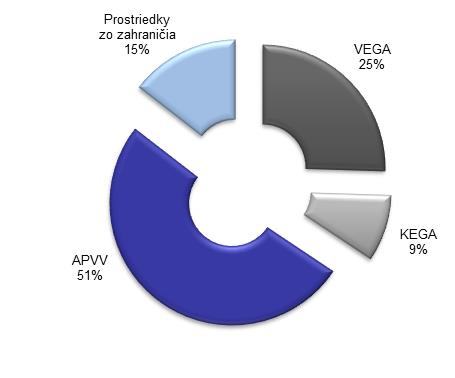 Prostriedky
zo zahraničia
15%
VEGA
25%
KEGA
9%
APVV
51%